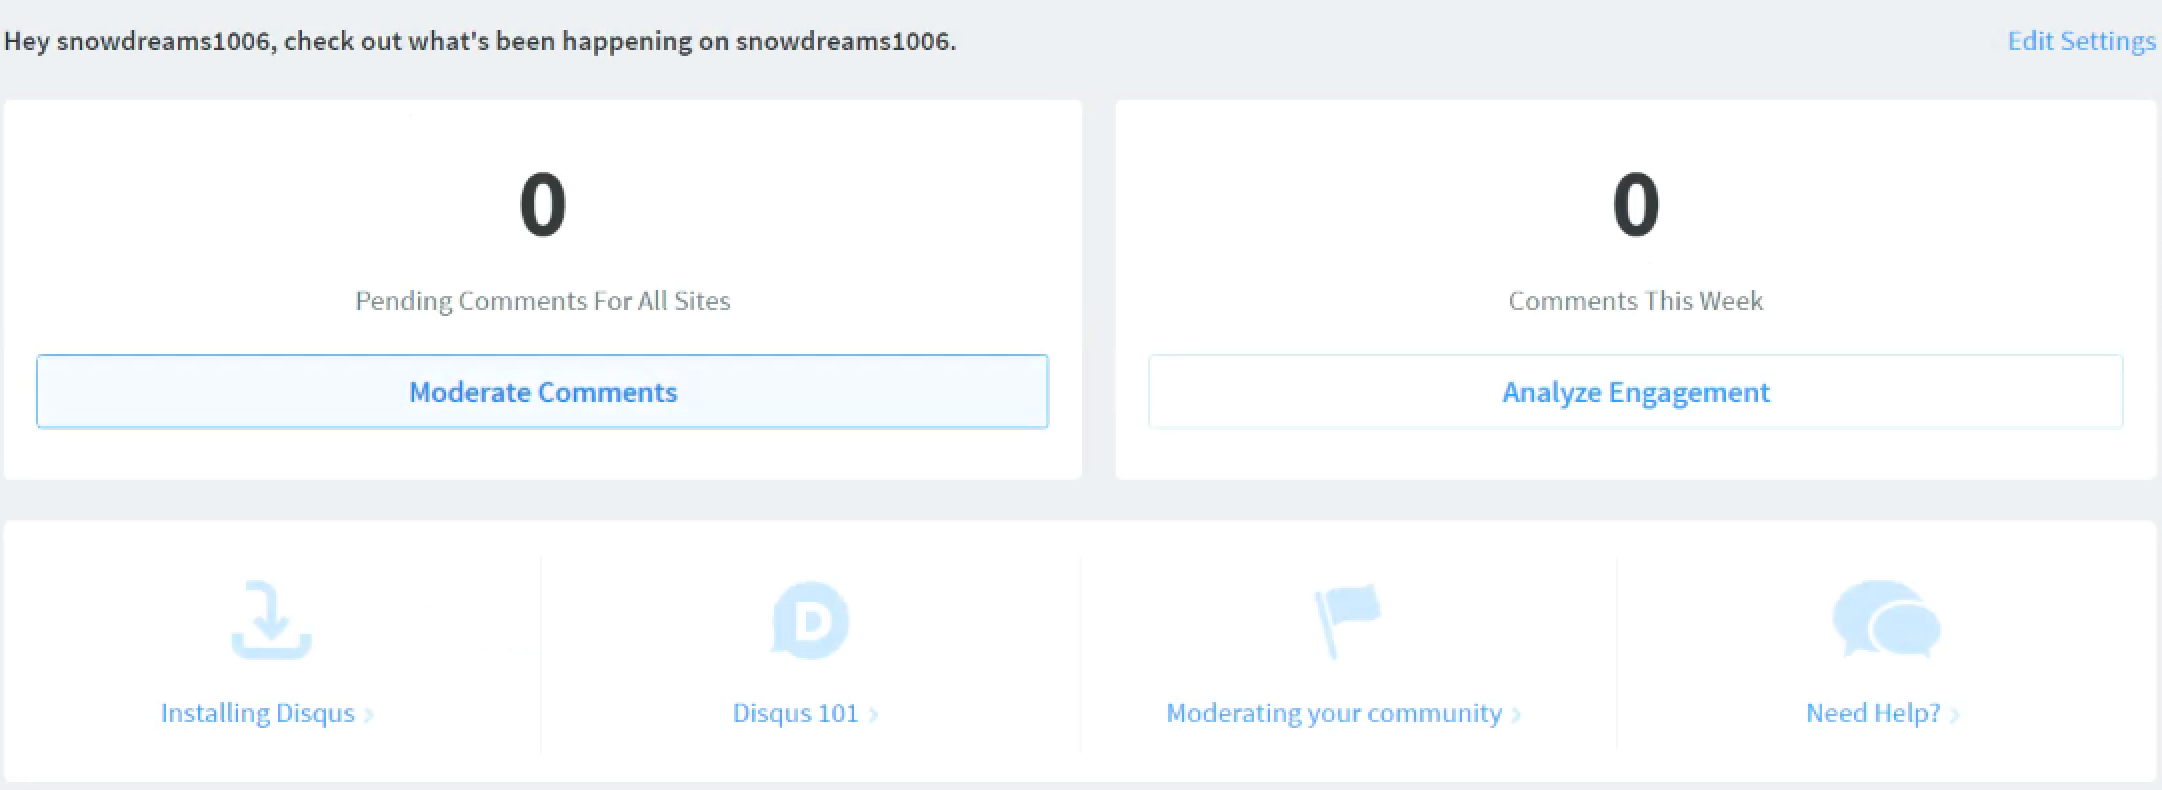 Hey snowdreams1006, check out what's been happening on snowdreams1006.
Edit Settings
0
Pending Comments For All Sites
Moderate Comments
0
Comments This Week
Analyze Engagement
D
Installing Disqus
Disqus 101
Moderating your community
Need Help?